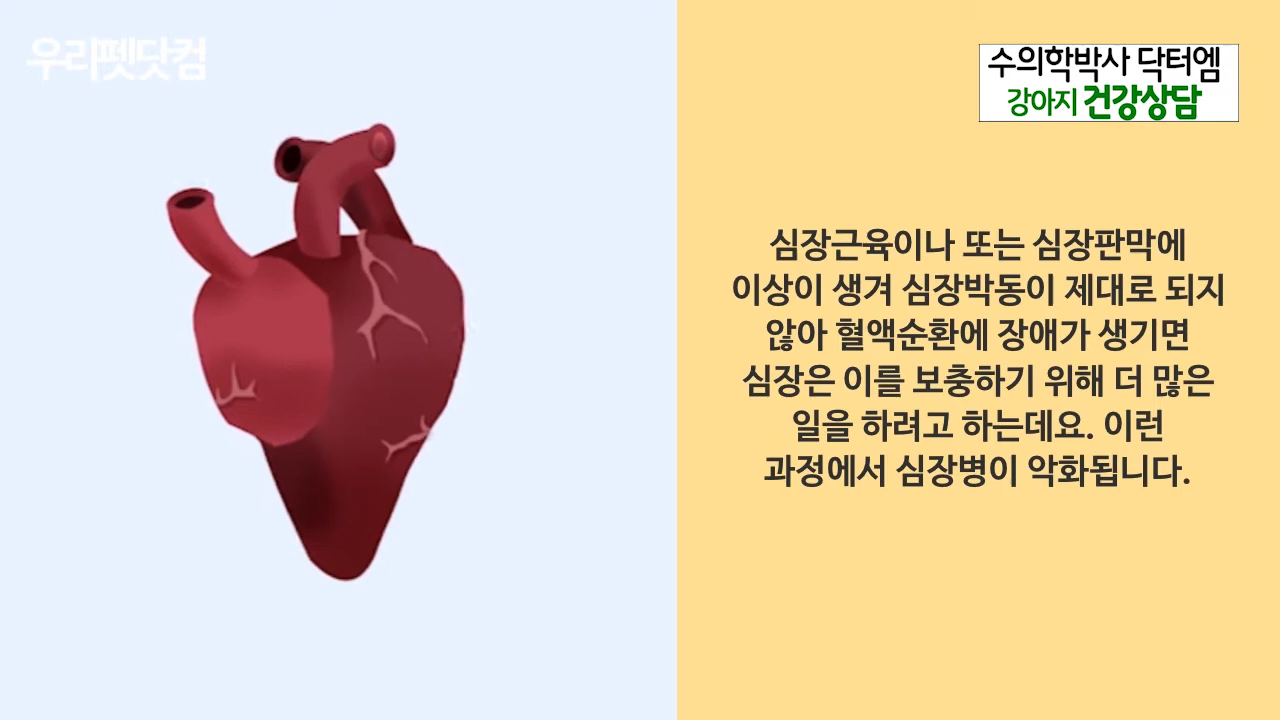 우리펫닷컴
수의학박사 닥터엠
강아지 건강상담
심장근육이나 또는 심장판막에
이상이 생겨 심장박동이 제대로 되지
않아 혈액순환에 장애가 생기면
심장은 이를 보충하기 위해 더 많은
일을 하려고 하는데요. 이런
과정에서 심장병이 악화됩니다.